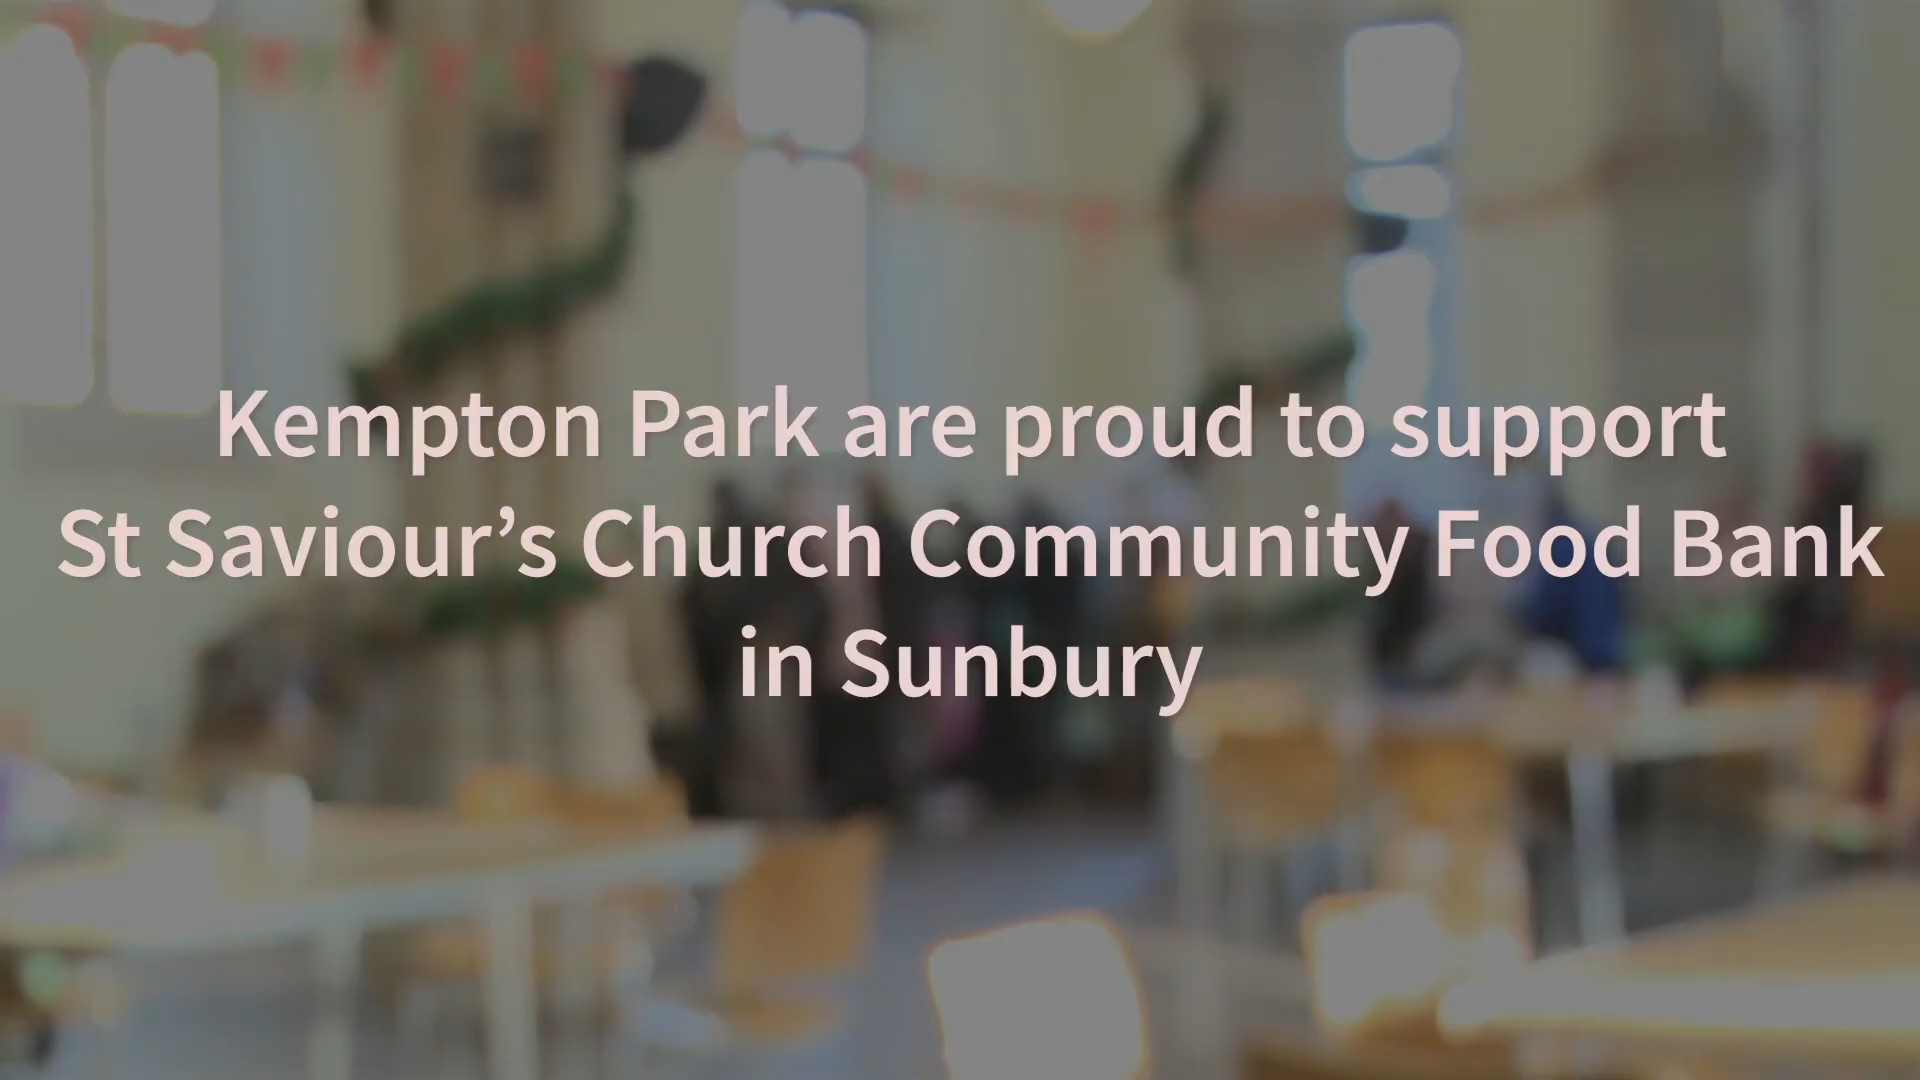 Kempton Park are proud to support
St Saviour’s Church Community Food Bank
in Sunbury